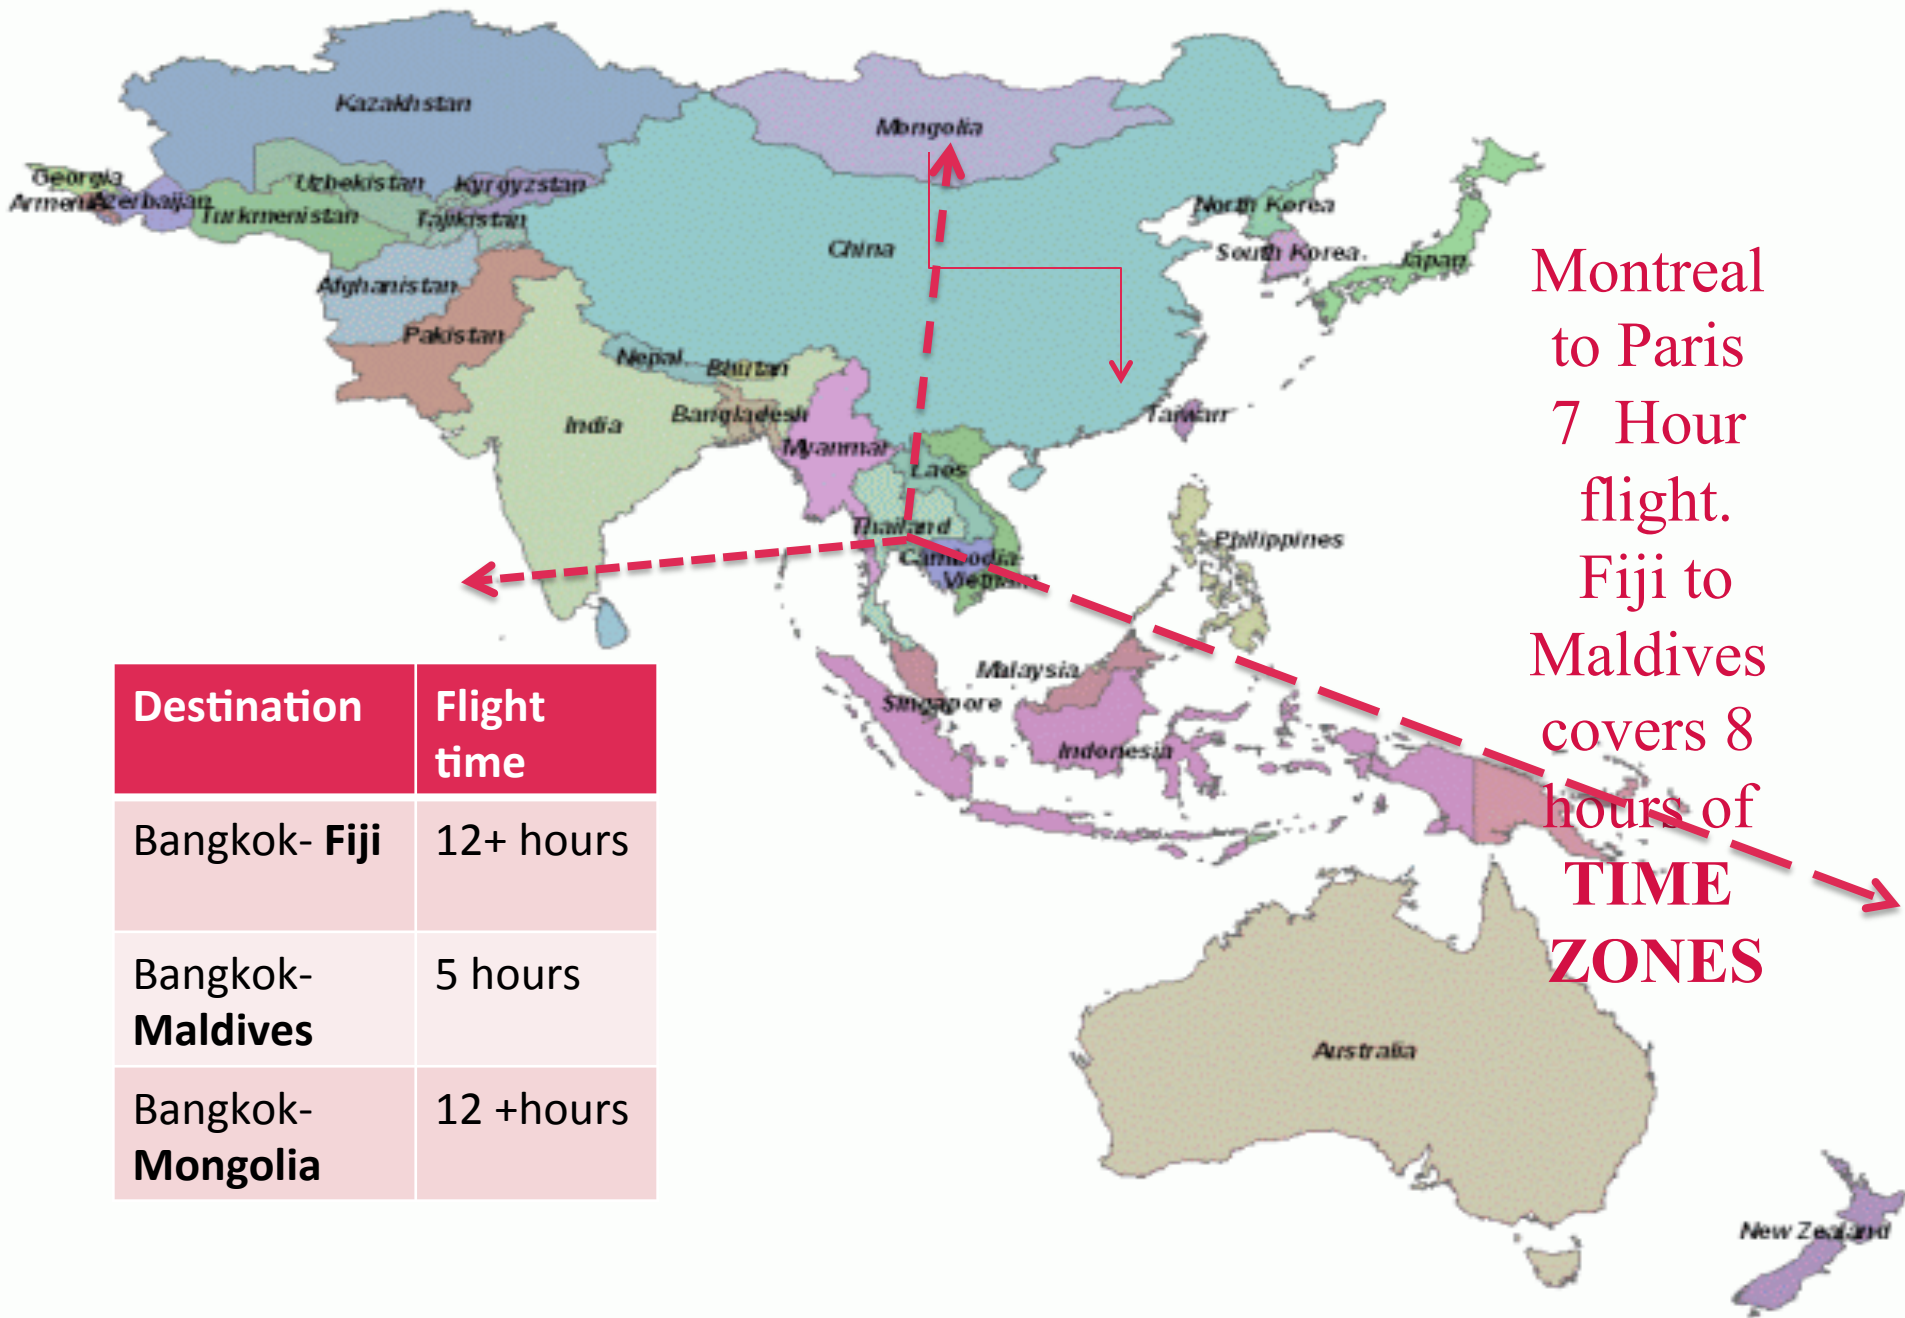 Kazakhstan
Mongolia
Georgia
Armenia
Azerbaijan
Uzbekistan
Kyrgyzstan
Turkmenistan
Tajikistan
North Korea
China
South Korea
Japan
Afghanistan
Pakistan
Nepal
Bhutan
Bangladesh
India
Myanmar
Taiwan
Laos
Thailand
Cambodia
Vietnam
Philippines
Malaysia
Singapore
Indonesia
Australia
New Zealand
Montreal
to Paris
7 Hour
flight.
Fiji to
Maldives
covers 8
hours of
TIME
ZONES
Destination Flight
time
Bangkok- Fiji 12+ hours
Bangkok- 5 hours
Maldives
Bangkok- 12 +hours
Mongolia